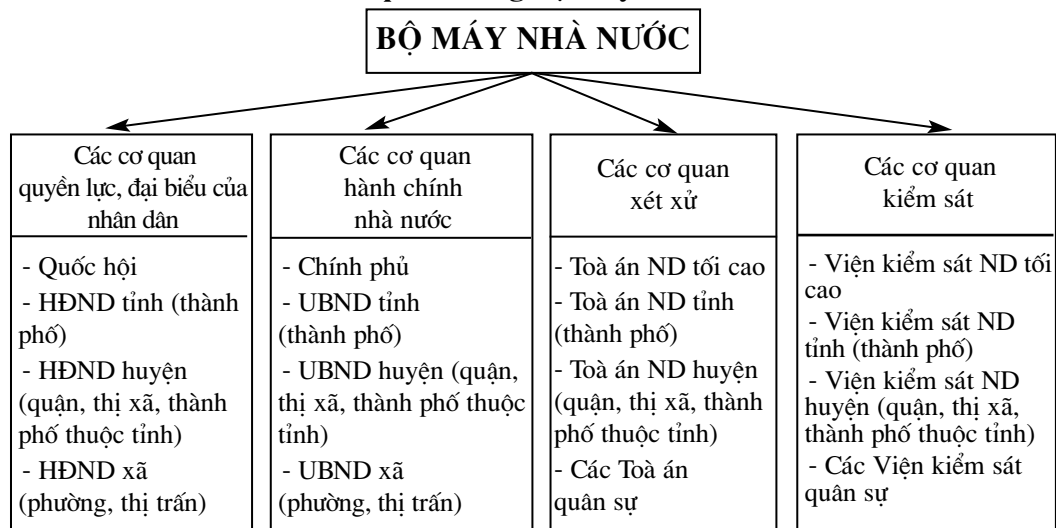 BỘ MÁY NHÀ NƯỚC
Các cơ quan
quyền lực, đại biểu của
nhân dân
- Quốc hội
- HĐND tỉnh (thành
phố)
- HĐND huyện
(quận, thị xã, thành
phố thuộc tỉnh)
- HĐND xã
(phường, thị trấn)
Các cơ quan
hành chính
nhà nước
- Chính phủ
- UBND tỉnh
(thành phố)
- UBND huyện (quận,
thị xã, thành phố thuộc
tỉnh)
- UBND xã
(phường, thị trấn)
Các cơ quan
xét xử
- Toà án ND tối cao
- Toà án ND tỉnh
(thành phố)
- Toà án ND huyện
(quận, thị xã, thành
phố thuộc tỉnh)
- Các Toà án
quân sự
Các cơ quan
kiểm sát
- Viện kiểm sát ND tối
cao
- Viện kiểm sát ND
tỉnh (thành phố)
- Viện kiểm sát ND
huyện (quận, thị xã,
thành phố thuộc tỉnh)
- Các Viện kiểm sát
quân sự